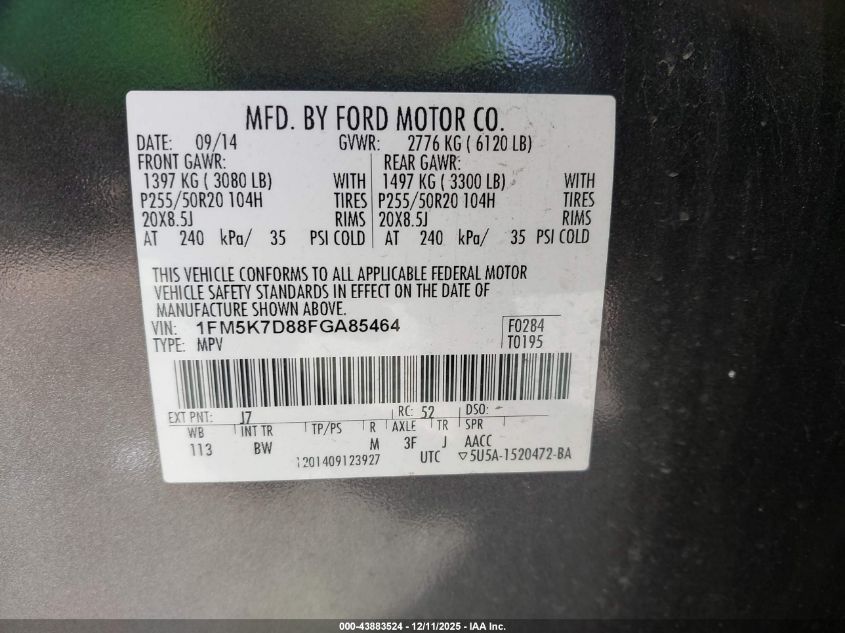 MFD. BY FORD MOTOR CO.
DATE: 09/14 GVWR: 2776 KG ( 6120 LB)
FRONT GAWR: REAR GAWR:
1397 KG ( 3080 LB) WITH 1497 KG ( 3300 LB) WITH
P255/50R20 104H TIRES P255/50R20 104H TIRES
20X8.5J RIMS 20X8.5J RIMS
AT 240 kPa/ 35 PSI COLD AT 240 kPa/ 35 PSI COLD
THIS VEHICLE CONFORMS TO ALL APPLICABLE FEDERAL MOTOR
VEHICLE SAFETY STANDARDS IN EFFECT ON THE DATE OF
MANUFACTURE SHOWN ABOVE.
VIN: 1FM5K7D88FGA85464 F0284
TYPE: MPV T0195
EXT PNT: J7 RC: 52 DSO:
WB INT TR TP/PS R AXLE TR SPR
113 BW M 3F J AACC
1201409123927 UTC ▽5U5A-1520472-BA
000-43883524 - 12/11/2025 - IAA Inc.